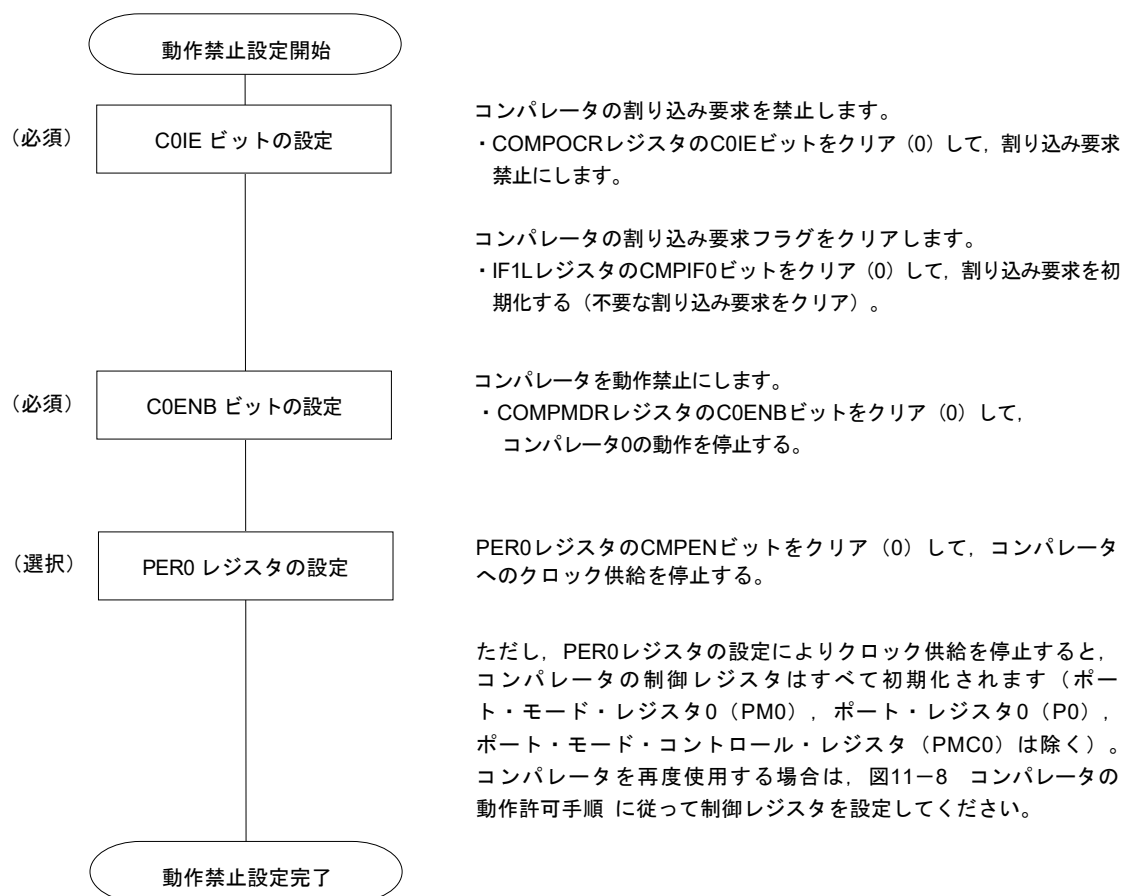 動作禁止設定開始
（必須）
C0IE ビットの設定
コンパレータの割り込み要求を禁止します。
・COMPOCRレジスタのC0IEビットをクリア（0）して，割り込み要求
禁止にします。
コンパレータの割り込み要求フラグをクリアします。
・IF1LレジスタのCMPIF0ビットをクリア（0）して，割り込み要求を初
期化する（不要な割り込み要求をクリア）。
（必須）
C0ENB ビットの設定
コンパレータを動作禁止にします。
・COMPMDRレジスタのC0ENBビットをクリア（0）して，
コンパレータ0の動作を停止する。
（選択）
PER0 レジスタの設定
PER0レジスタのCMPENビットをクリア（0）して，コンパレータ
へのクロック供給を停止する。
ただし，PER0レジスタの設定によりクロック供給を停止すると，
コンパレータの制御レジスタはすべて初期化されます（ポー
ト・モード・レジスタ0（PM0），ポート・レジスタ0（P0），
ポート・モード・コントロール・レジスタ（PMC0）は除く）。
コンパレータを再度使用する場合は，図11－8　コンパレータの
動作許可手順 に従って制御レジスタを設定してください。
動作禁止設定完了